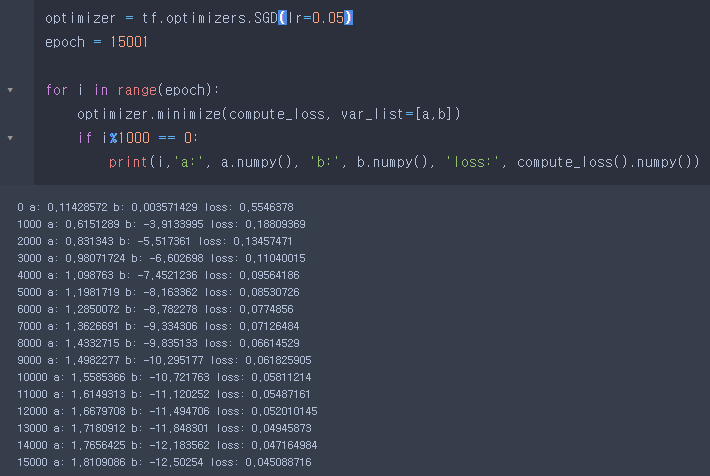 optimizer = tf.optimizers.SGD(lr=0.05)
epoch = 15001
for i in range(epoch):
optimizer.minimize(compute_loss, var_list=[a,b])
if i%1000 == 0:
print(i,'a:', a.numpy(), 'b:', b.numpy(), 'loss:', compute_loss().numpy())
0 a: 0.11428572 b: 0.003571429 loss: 0.5546378
1000 a: 0.6151289 b: -3.9133995 loss: 0.18809369
2000 a: 0.831343 b: -5.517361 loss: 0.13457471
3000 a: 0.98071724 b: -6.602698 loss: 0.11040015
4000 a: 1.098763 b: -7.4521236 loss: 0.09564186
5000 a: 1.1981719 b: -8.163362 loss: 0.08530726
6000 a: 1.2850072 b: -8.782278 loss: 0.0774856
7000 a: 1.3626691 b: -9.334306 loss: 0.07126484
8000 a: 1.4332715 b: -9.835133 loss: 0.06614529
9000 a: 1.4982277 b: -10.295177 loss: 0.061825905
10000 a: 1.5585366 b: -10.721763 loss: 0.05811214
11000 a: 1.6149313 b: -11.120252 loss: 0.05487161
12000 a: 1.6679708 b: -11.494706 loss: 0.052010145
13000 a: 1.7180912 b: -11.848301 loss: 0.04945873
14000 a: 1.7656425 b: -12.183562 loss: 0.047164984
15000 a: 1.8109086 b: -12.50254 loss: 0.045088716